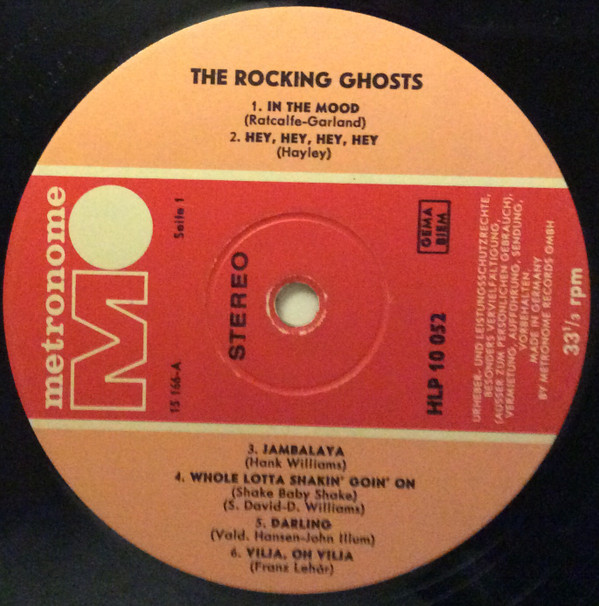 THE ROCKING GHOSTS
1. IN THE MOOD
(Ratcalfe-Garland)
2. HEY, HEY, HEY, HEY
(Hayley)
metronome
M
Seite 1
15 166-A
STEREO
GEMA
BIEM
HLP 10 052
URHEBER- UND LEISTUNGSSCHUTZRECHTE,
BESONDERS VERVIELFÄLTIGUNG
(AUSSER ZUM PERSÖNLICHEN GEBRAUCH),
VERMIETUNG, AUFFÜHRUNG, SENDUNG,
VORBEHALTEN.
MADE IN GERMANY
BY METRONOME RECORDS GMBH
33 1/3 rpm
3. JAMBALAYA
(Hank Williams)
4. WHOLE LOTTA SHAKIN' GOIN' ON
(Shake Baby Shake)
(S. David-D. Williams)
5. DARLING
(Vald. Hansen-John Illum)
6. VILJA, OH VILJA
(Franz Lehár)